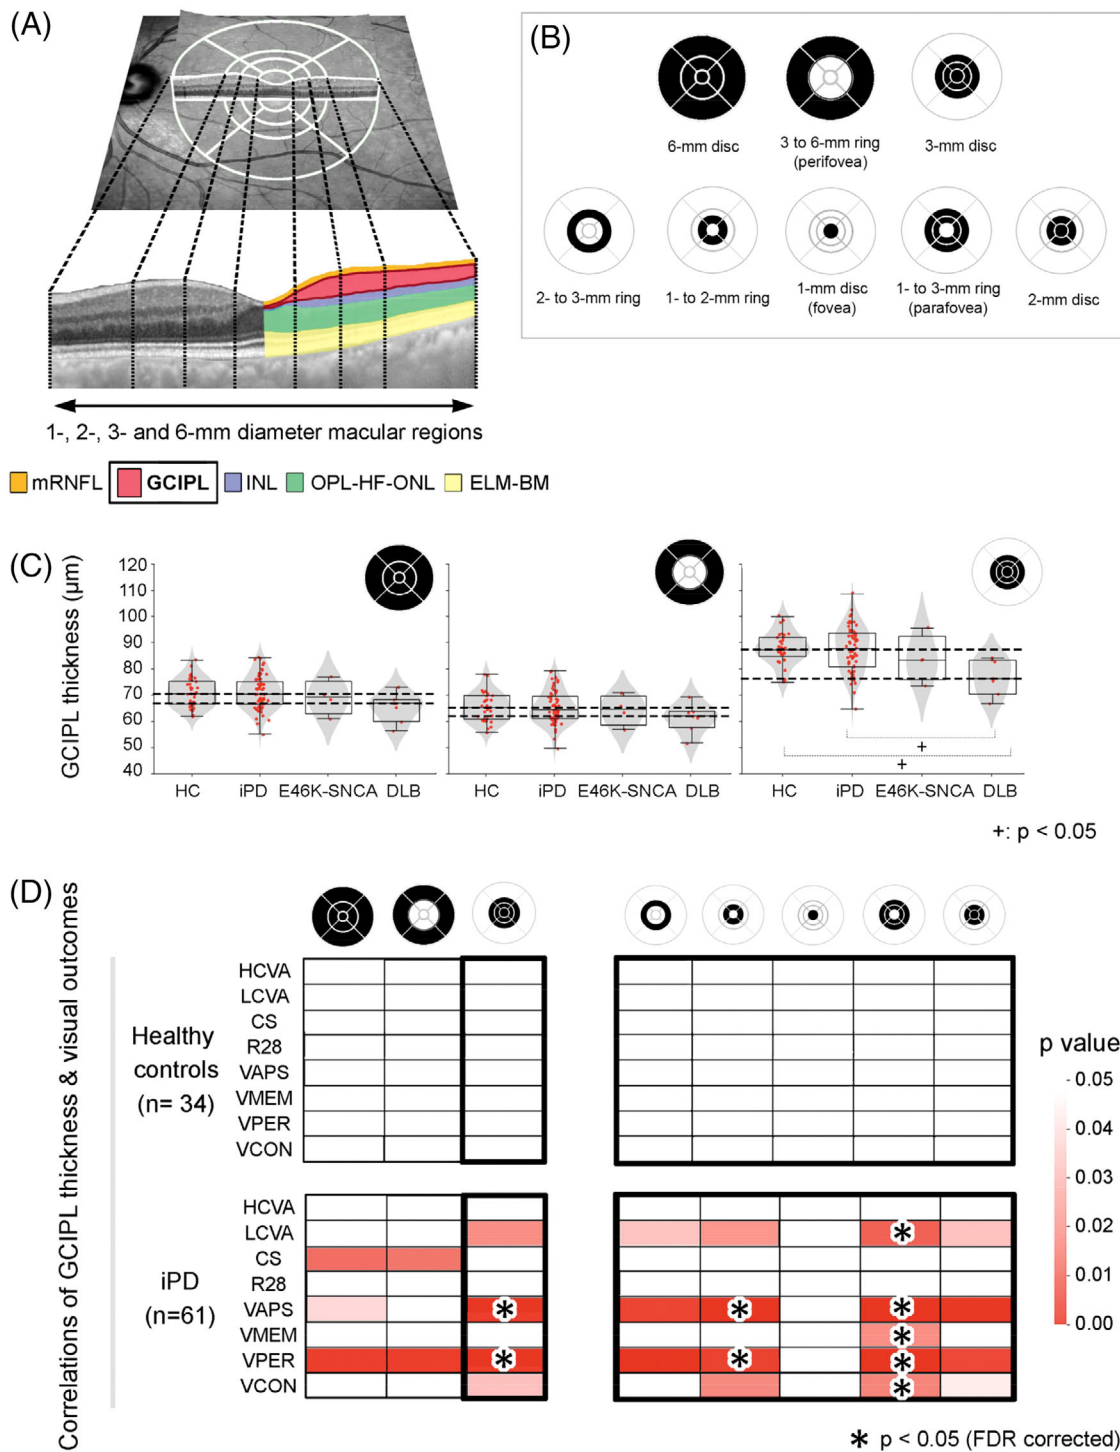 (A)
1-, 2-, 3- and 6-mm diameter macular regions
mRNFL GCIPL INL OPL-HF-ONL ELM-BM
(B)
6-mm disc
3 to 6-mm ring
(perifovea)
3-mm disc
2- to 3-mm ring
1- to 2-mm ring
1-mm disc
(fovea)
1- to 3-mm ring
(parafovea)
2-mm disc
(C)
GCIPL thickness (µm)
120
110
100
90
80
70
60
50
40
HC iPD E46K-SNCA DLB
HC iPD E46K-SNCA DLB
HC iPD E46K-SNCA DLB
+
+
+: p < 0.05
(D)
Correlations of GCIPL thickness & visual outcomes
Healthy
controls
(n= 34)
HCVA
LCVA
CS
R28
VAPS
VMEM
VPER
VCON
iPD
(n=61)
HCVA
LCVA
*
CS
R28
VAPS
* * *
VMEM
*
VPER
* * *
VCON
*
p value
0.05
0.04
0.03
0.02
0.01
0.00
* p < 0.05 (FDR corrected)